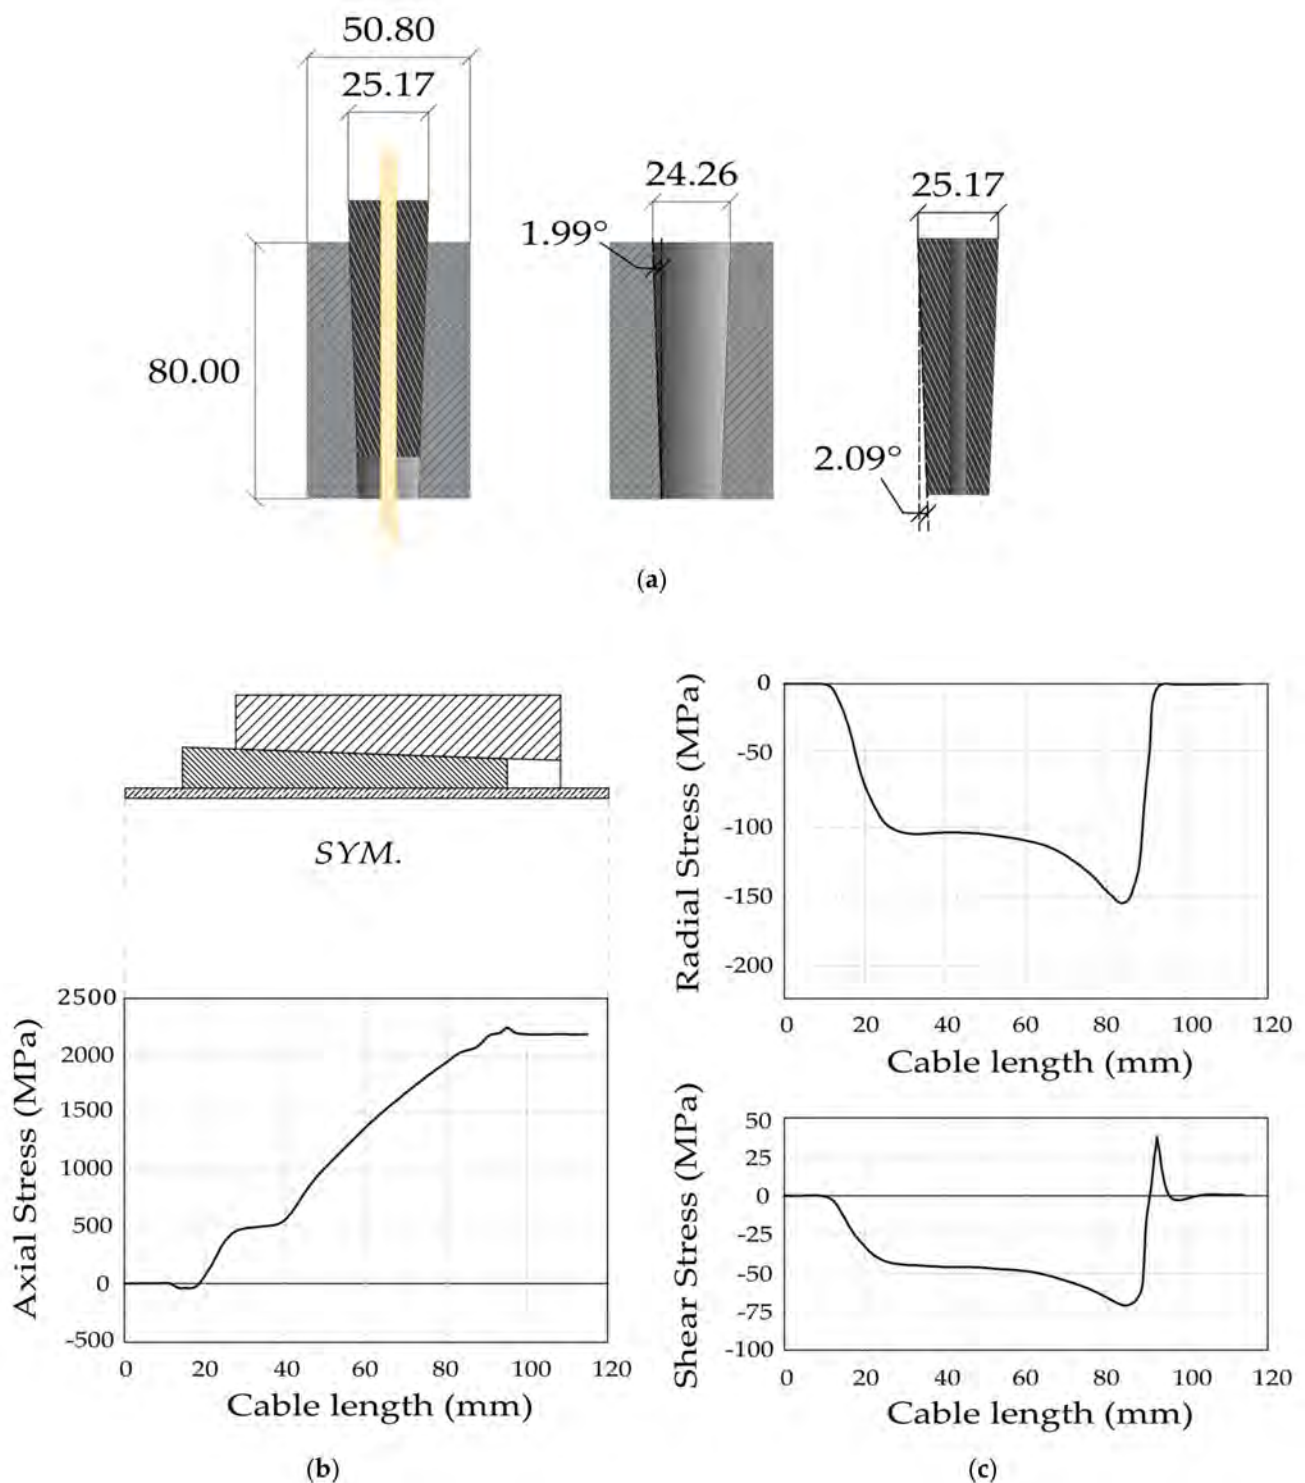 50.80
25.17
24.26
25.17
1.99°
80.00
2.09°
(a)
SYM.
Axial Stress (MPa)
2500
2000
1500
1000
500
0
-500
0 20 40 60 80 100 120
Cable length (mm)
(b)
Radial Stress (MPa)
0
-50
-100
-150
-200
0 20 40 60 80 100 120
Cable length (mm)
Shear Stress (MPa)
50
25
0
-25
-50
-75
-100
0 20 40 60 80 100 120
Cable length (mm)
(c)